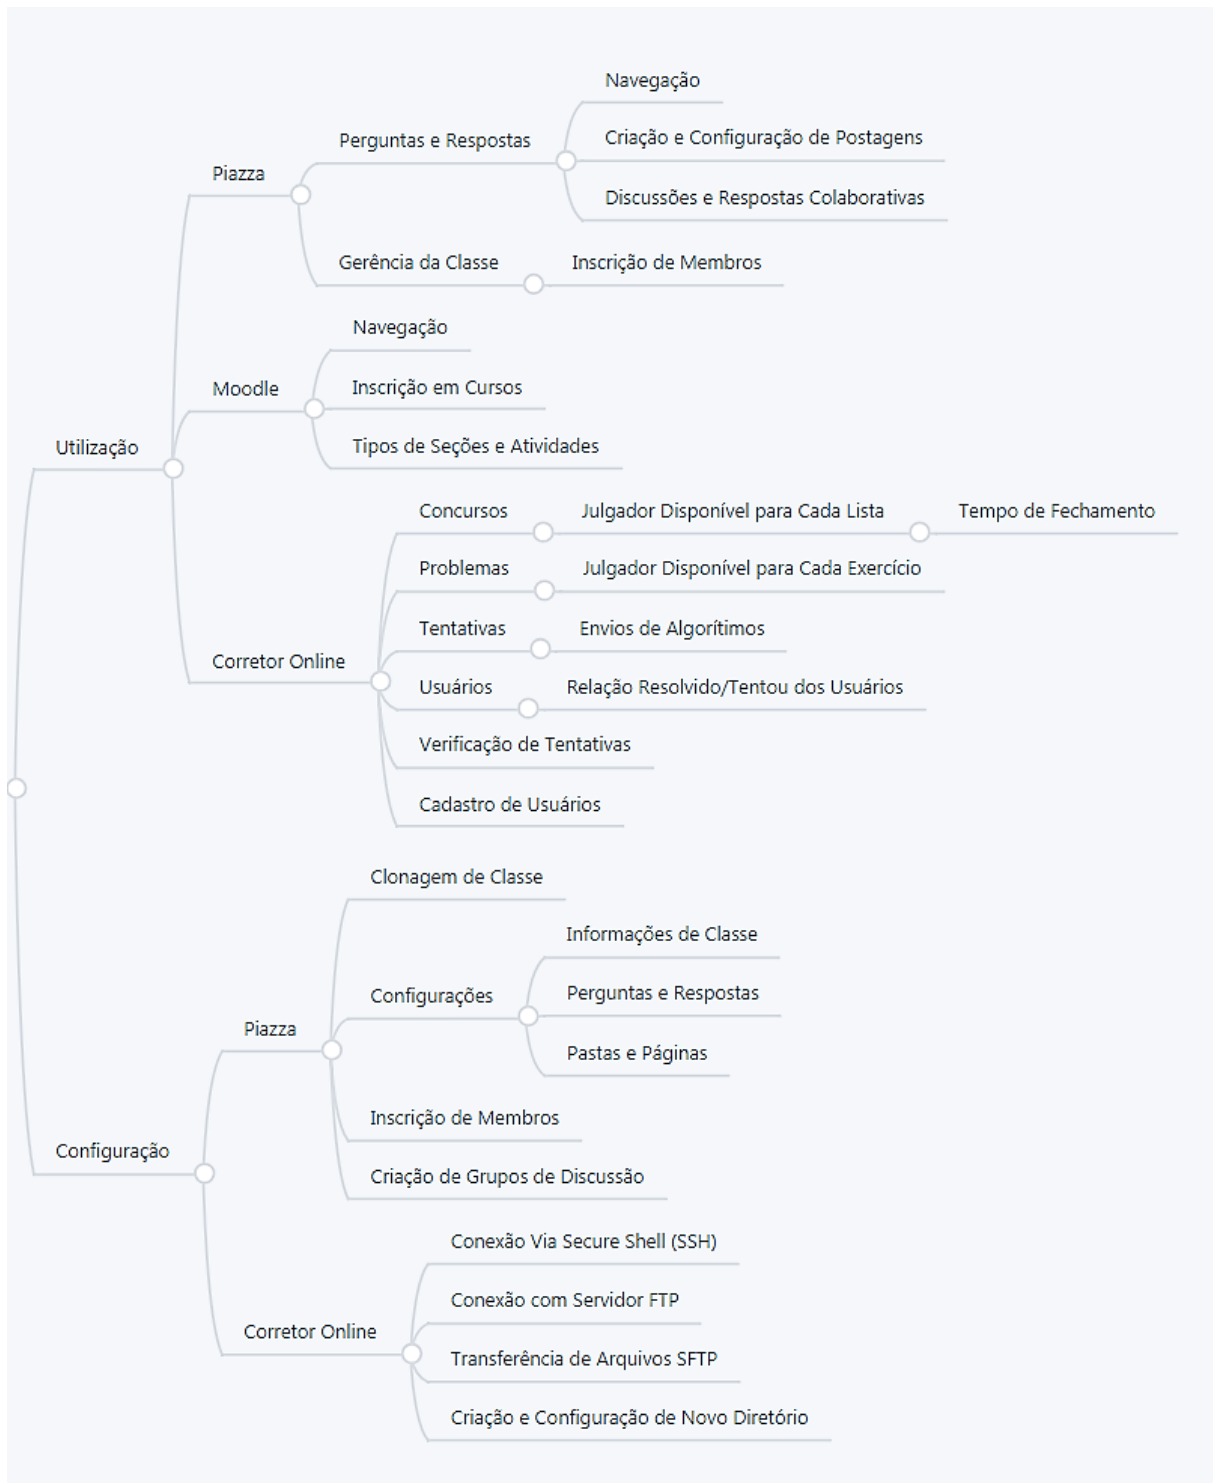 Navegação
Criação e Configuração de Postagens
Perguntas e Respostas
Piazza
Discussões e Respostas Colaborativas
Gerência da Classe
Inscrição de Membros
Navegação
Moodle
Inscrição em Cursos
Tipos de Seções e Atividades
Utilização
Concursos
Julgador Disponível para Cada Lista
Tempo de Fechamento
Problemas
Julgador Disponível para Cada Exercício
Tentativas
Envios de Algorítimos
Corretor Online
Usuários
Relação Resolvido/Tentou dos Usuários
Verificação de Tentativas
Cadastro de Usuários
Clonagem de Classe
Informações de Classe
Configurações
Perguntas e Respostas
Piazza
Pastas e Páginas
Inscrição de Membros
Configuração
Criação de Grupos de Discussão
Conexão Via Secure Shell (SSH)
Conexão com Servidor FTP
Corretor Online
Transferência de Arquivos SFTP
Criação e Configuração de Novo Diretório